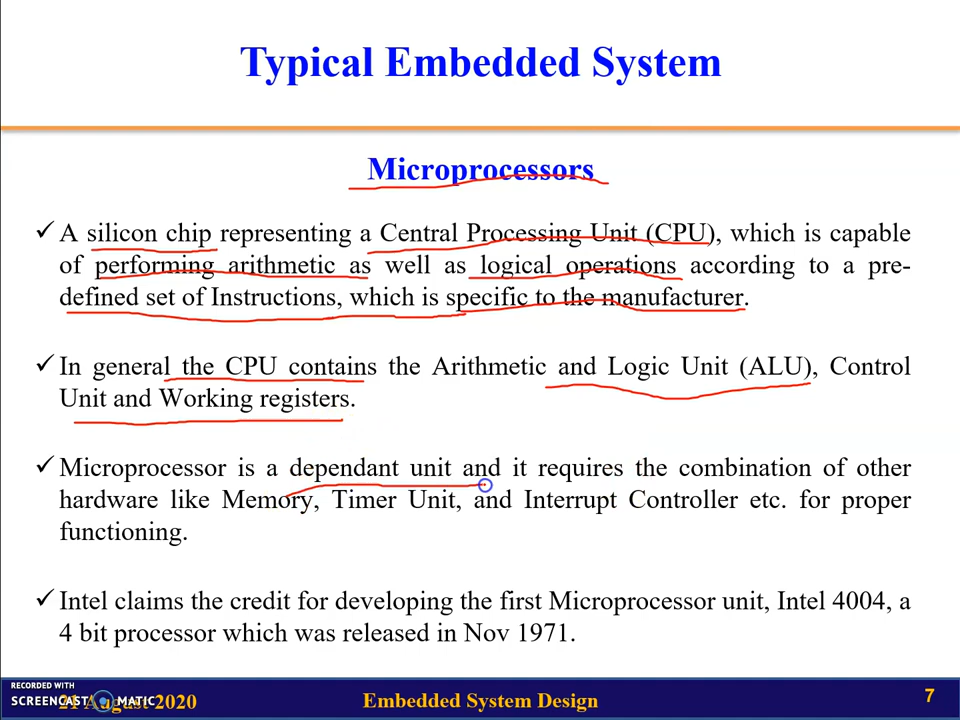 Typical Embedded System
Microprocessors
✓ A silicon chip representing a Central Processing Unit (CPU), which is capable
of performing arithmetic as well as logical operations according to a pre-
defined set of Instructions, which is specific to the manufacturer.
✓ In general the CPU contains the Arithmetic and Logic Unit (ALU), Control
Unit and Working registers.
✓ Microprocessor is a dependant unit and it requires the combination of other
hardware like Memory, Timer Unit, and Interrupt Controller etc. for proper
functioning.
✓ Intel claims the credit for developing the first Microprocessor unit, Intel 4004, a
4 bit processor which was released in Nov 1971.
RECORDED WITH
SCREENCAST MATIC
21 August 2020
Embedded System Design
7